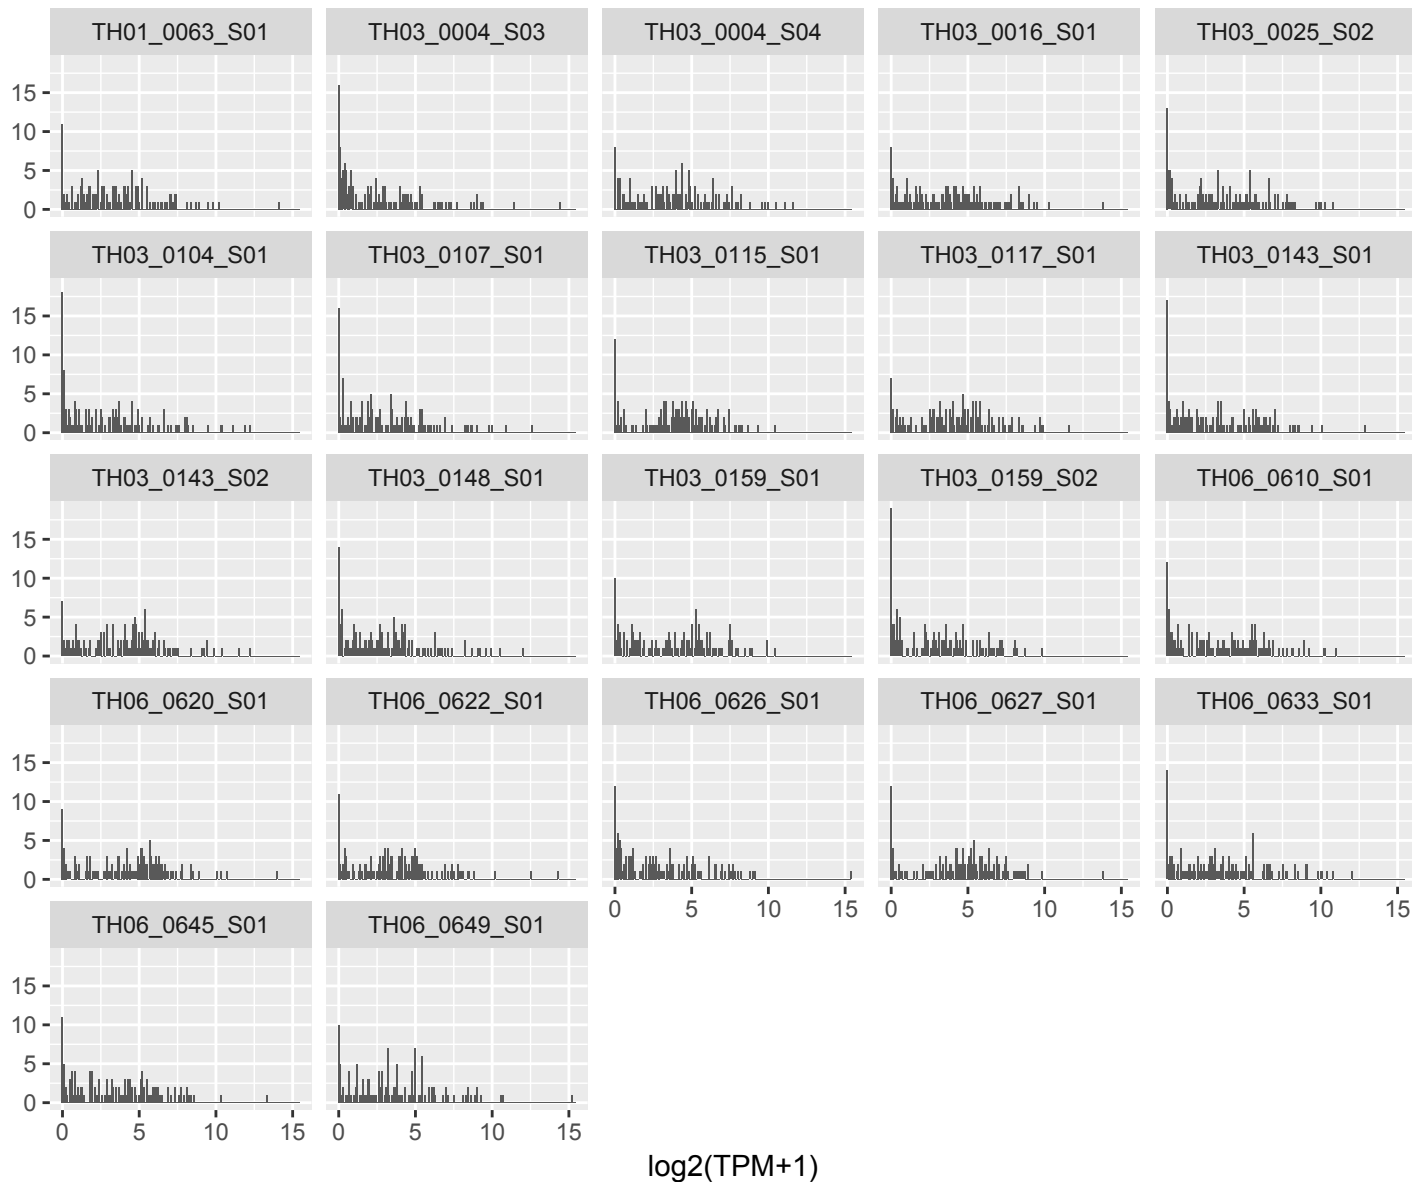 TH01_0063_S01 TH03_0004_S03 TH03_0004_S04 TH03_0016_S01 TH03_0025_S02
15
10
5
0
TH03_0104_S01 TH03_0107_S01 TH03_0115_S01 TH03_0117_S01 TH03_0143_S01
15
10
5
0
TH03_0143_S02 TH03_0148_S01 TH03_0159_S01 TH03_0159_S02 TH06_0610_S01
15
10
5
0
TH06_0620_S01 TH06_0622_S01 TH06_0626_S01 TH06_0627_S01 TH06_0633_S01
15
10
5
0
0 5 10 15 0 5 10 15 0 5 10 15
TH06_0645_S01 TH06_0649_S01
15
10
5
0
0 5 10 15 0 5 10 15
log2(TPM+1)